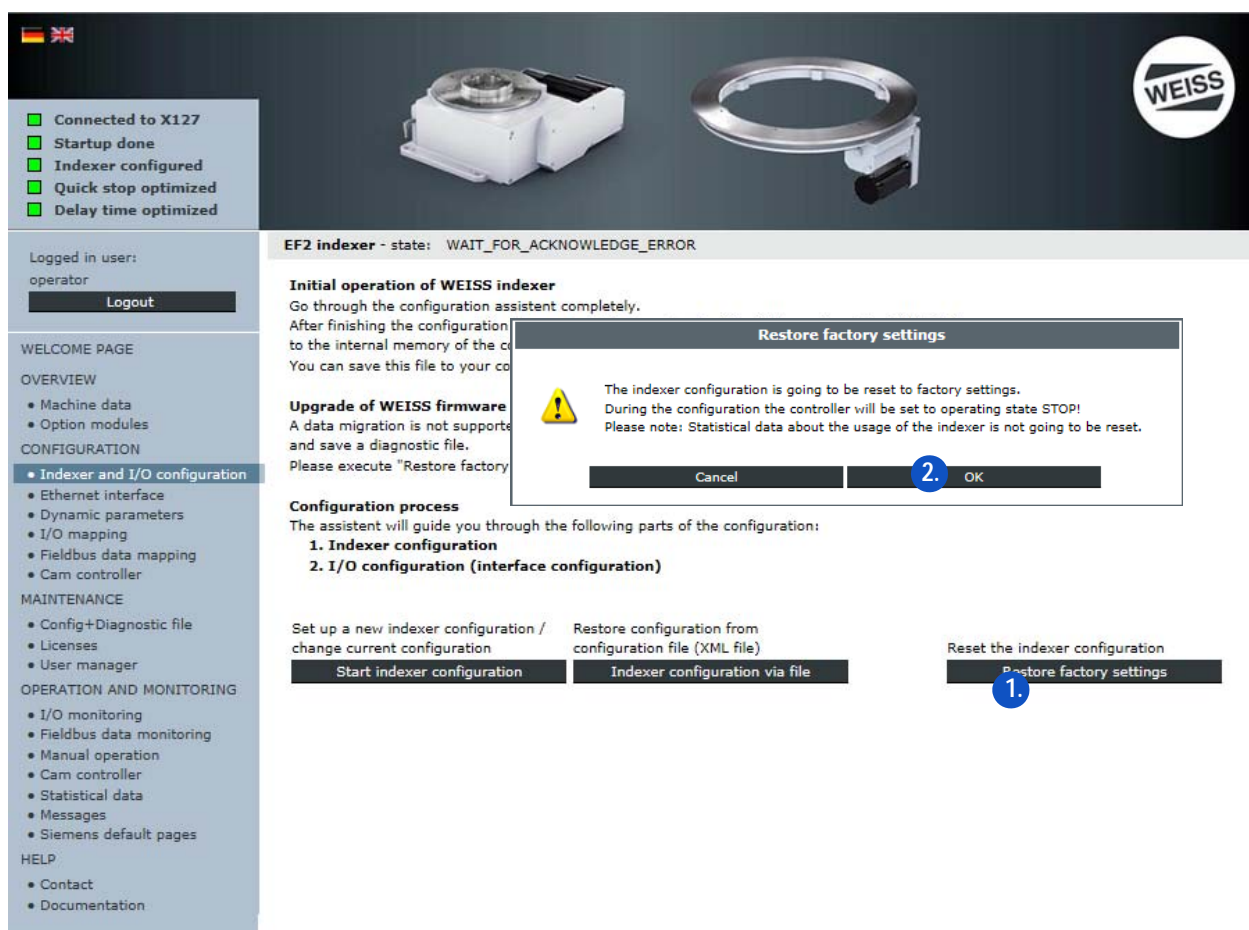 WEISS
Connected to X127
Startup done
Indexer configured
Quick stop optimized
Delay time optimized
Logged in user:
operator
Logout
WELCOME PAGE
OVERVIEW
• Machine data
• Option modules
CONFIGURATION
• Indexer and I/O configuration
• Ethernet interface
• Dynamic parameters
• I/O mapping
• Fieldbus data mapping
• Cam controller
MAINTENANCE
• Config+Diagnostic file
• Licenses
• User manager
OPERATION AND MONITORING
• I/O monitoring
• Fieldbus data monitoring
• Manual operation
• Cam controller
• Statistical data
• Messages
• Siemens default pages
HELP
• Contact
• Documentation
EF2 indexer - state: WAIT_FOR_ACKNOWLEDGE_ERROR
Initial operation of WEISS indexer
Go through the configuration assistent completely.
After finishing the configuration
to the internal memory of the
You can save this file to your
Upgrade of WEISS firmware
A data migration is not
and save a diagnostic file.
Please execute "Restore factory
Configuration process
The assistent will guide you through the following parts of the configuration:
1. Indexer configuration
2. I/O configuration (interface configuration)
Restore factory settings
The indexer configuration is going to be reset to factory settings.
During the configuration the controller will be set to operating state STOP!
Please note: Statistical data about the usage of the indexer is not going to be reset.
Cancel
2.
OK
Set up a new indexer configuration /
change current configuration
Start indexer configuration
Restore configuration from
configuration file (XML file)
Indexer configuration via file
Reset the indexer configuration
Restore factory settings
1.